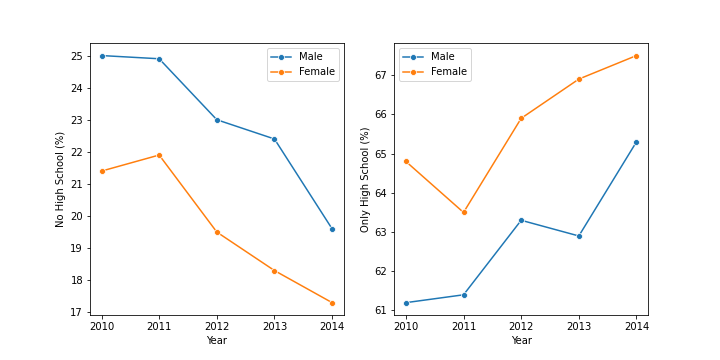 Male
Female
25
24
23
22
21
20
19
18
17
No High School (%)
2010 2011 2012 2013 2014
Year
Male
Female
67
66
65
64
63
62
61
Only High School (%)
2010 2011 2012 2013 2014
Year